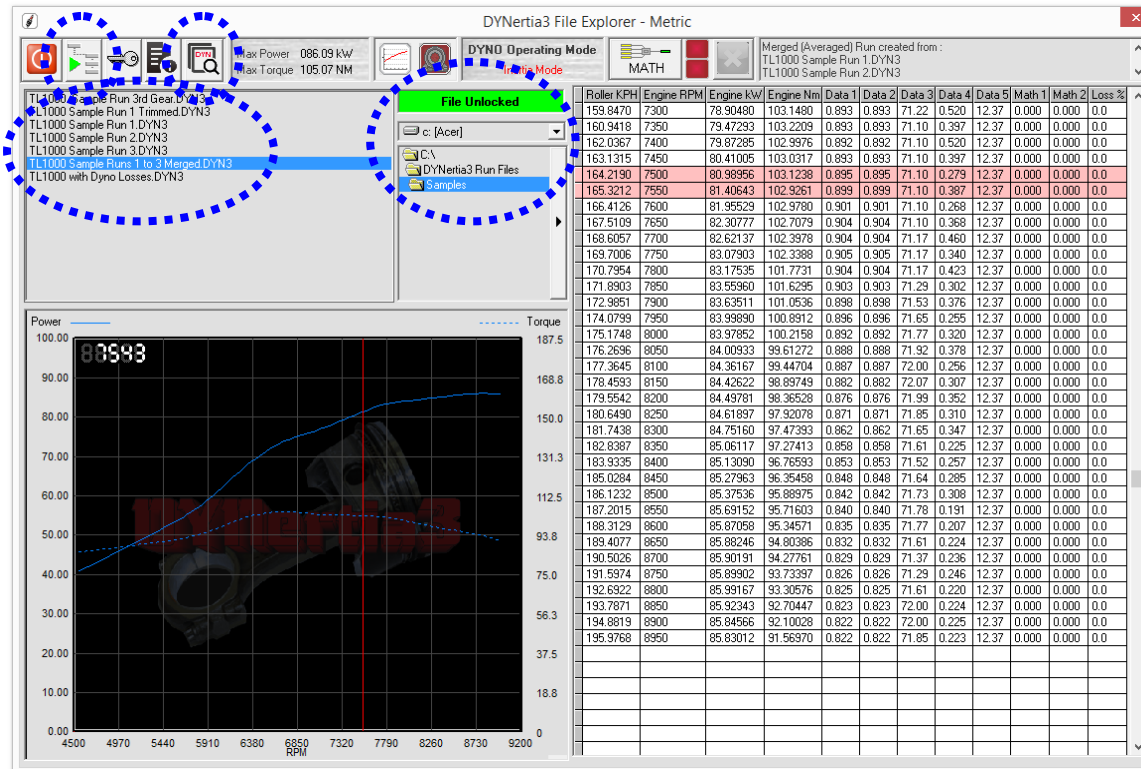 DYNertia3 File Explorer - Metric
Max Power 086.09 kW
Max Torque 105.07 NM
DYNO Operating Mode
Inertia Mode
MATH
Merged (Averaged) Run created from :
TL1000 Sample Run 1.DYN3
TL1000 Sample Run 2.DYN3
DYN
TL1000 Sample Run 3rd Gear.DYN3
TL1000 Sample Run 1 Trimmed.DYN3
TL1000 Sample Run 1.DYN3
TL1000 Sample Run 2.DYN3
TL1000 Sample Run 3.DYN3
TL1000 Sample Runs 1 to 3 Merged.DYN3
TL1000 with Dyno Losses.DYN3
File Unlocked
c: [Acer]
C:\
DYNertia3 Run Files
Samples
Roller KPH Engine RPM Engine kW Engine Nm Data 1 Data 2 Data 3 Data 4 Data 5 Math 1 Math 2 Loss %
159.8470 7300 78.90480 103.1480 0.893 0.893 71.22 0.520 12.37 0.000 0.000 0.0
160.9418 7350 79.47293 103.2209 0.893 0.893 71.10 0.397 12.37 0.000 0.000 0.0
162.0367 7400 79.87285 102.9976 0.892 0.892 71.10 0.520 12.37 0.000 0.000 0.0
163.1315 7450 80.41005 103.0317 0.893 0.893 71.10 0.397 12.37 0.000 0.000 0.0
164.2190 7500 80.98956 103.1238 0.895 0.895 71.10 0.279 12.37 0.000 0.000 0.0
165.3212 7550 81.40643 102.9261 0.899 0.899 71.10 0.387 12.37 0.000 0.000 0.0
166.4126 7600 81.95529 102.9780 0.901 0.901 71.10 0.268 12.37 0.000 0.000 0.0
167.5109 7650 82.30777 102.7079 0.904 0.904 71.10 0.368 12.37 0.000 0.000 0.0
168.6057 7700 82.62137 102.3978 0.904 0.904 71.17 0.460 12.37 0.000 0.000 0.0
169.7006 7750 83.07903 102.3388 0.905 0.905 71.17 0.340 12.37 0.000 0.000 0.0
170.7954 7800 83.17535 101.7731 0.904 0.904 71.17 0.423 12.37 0.000 0.000 0.0
171.8903 7850 83.55960 101.6295 0.903 0.903 71.29 0.302 12.37 0.000 0.000 0.0
172.9851 7900 83.63511 101.0536 0.898 0.898 71.53 0.376 12.37 0.000 0.000 0.0
174.0799 7950 83.99890 100.8912 0.896 0.896 71.65 0.255 12.37 0.000 0.000 0.0
175.1748 8000 83.97852 100.2158 0.892 0.892 71.77 0.320 12.37 0.000 0.000 0.0
176.2696 8050 84.00933 99.61272 0.888 0.888 71.92 0.378 12.37 0.000 0.000 0.0
177.3645 8100 84.36167 99.44704 0.887 0.887 72.00 0.256 12.37 0.000 0.000 0.0
178.4593 8150 84.42622 98.89749 0.882 0.882 72.07 0.307 12.37 0.000 0.000 0.0
179.5542 8200 84.49781 98.36528 0.876 0.876 71.99 0.352 12.37 0.000 0.000 0.0
180.6490 8250 84.61897 97.92078 0.871 0.871 71.85 0.310 12.37 0.000 0.000 0.0
181.7438 8300 84.75160 97.47393 0.862 0.862 71.65 0.347 12.37 0.000 0.000 0.0
182.8387 8350 85.06117 97.27413 0.858 0.858 71.61 0.225 12.37 0.000 0.000 0.0
183.9335 8400 85.13090 96.76593 0.853 0.853 71.52 0.257 12.37 0.000 0.000 0.0
185.0284 8450 85.27963 96.35458 0.848 0.848 71.64 0.285 12.37 0.000 0.000 0.0
186.1232 8500 85.37536 95.88975 0.842 0.842 71.73 0.308 12.37 0.000 0.000 0.0
187.2015 8550 85.69152 95.71603 0.840 0.840 71.78 0.191 12.37 0.000 0.000 0.0
188.3129 8600 85.87058 95.34571 0.835 0.835 71.77 0.207 12.37 0.000 0.000 0.0
189.4077 8650 85.88246 94.80386 0.832 0.832 71.61 0.224 12.37 0.000 0.000 0.0
190.5026 8700 85.90191 94.27761 0.829 0.829 71.37 0.236 12.37 0.000 0.000 0.0
191.5974 8750 85.89902 93.73397 0.826 0.826 71.29 0.246 12.37 0.000 0.000 0.0
192.6922 8800 85.99167 93.30576 0.825 0.825 71.61 0.220 12.37 0.000 0.000 0.0
193.7871 8850 85.92343 92.70447 0.823 0.823 72.00 0.224 12.37 0.000 0.000 0.0
194.8819 8900 85.84566 92.10028 0.822 0.822 72.00 0.225 12.37 0.000 0.000 0.0
195.9768 8950 85.83012 91.56970 0.822 0.822 71.85 0.223 12.37 0.000 0.000 0.0
Power Torque
7543
DYNertia3
100.00 187.5
90.00 168.8
80.00 150.0
70.00 131.3
60.00 112.5
50.00 93.8
40.00 75.0
30.00 56.3
20.00 37.5
10.00 18.8
0.00 0
4500 4970 5440 5910 6380 6850 7320 7790 8260 8730 9200
RPM